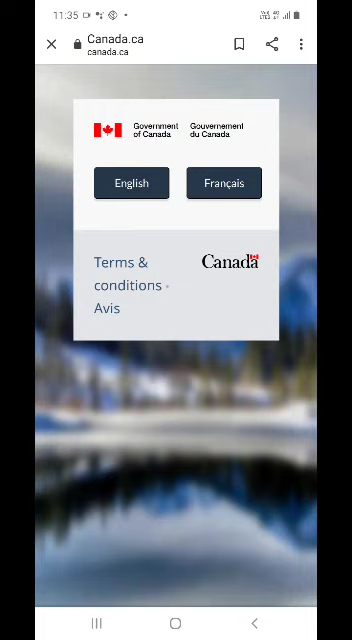 11:35
Canada.ca
canada.ca
Government of Canada
Gouvernement du Canada
English
Français
Terms &
conditions •
Avis
Canada